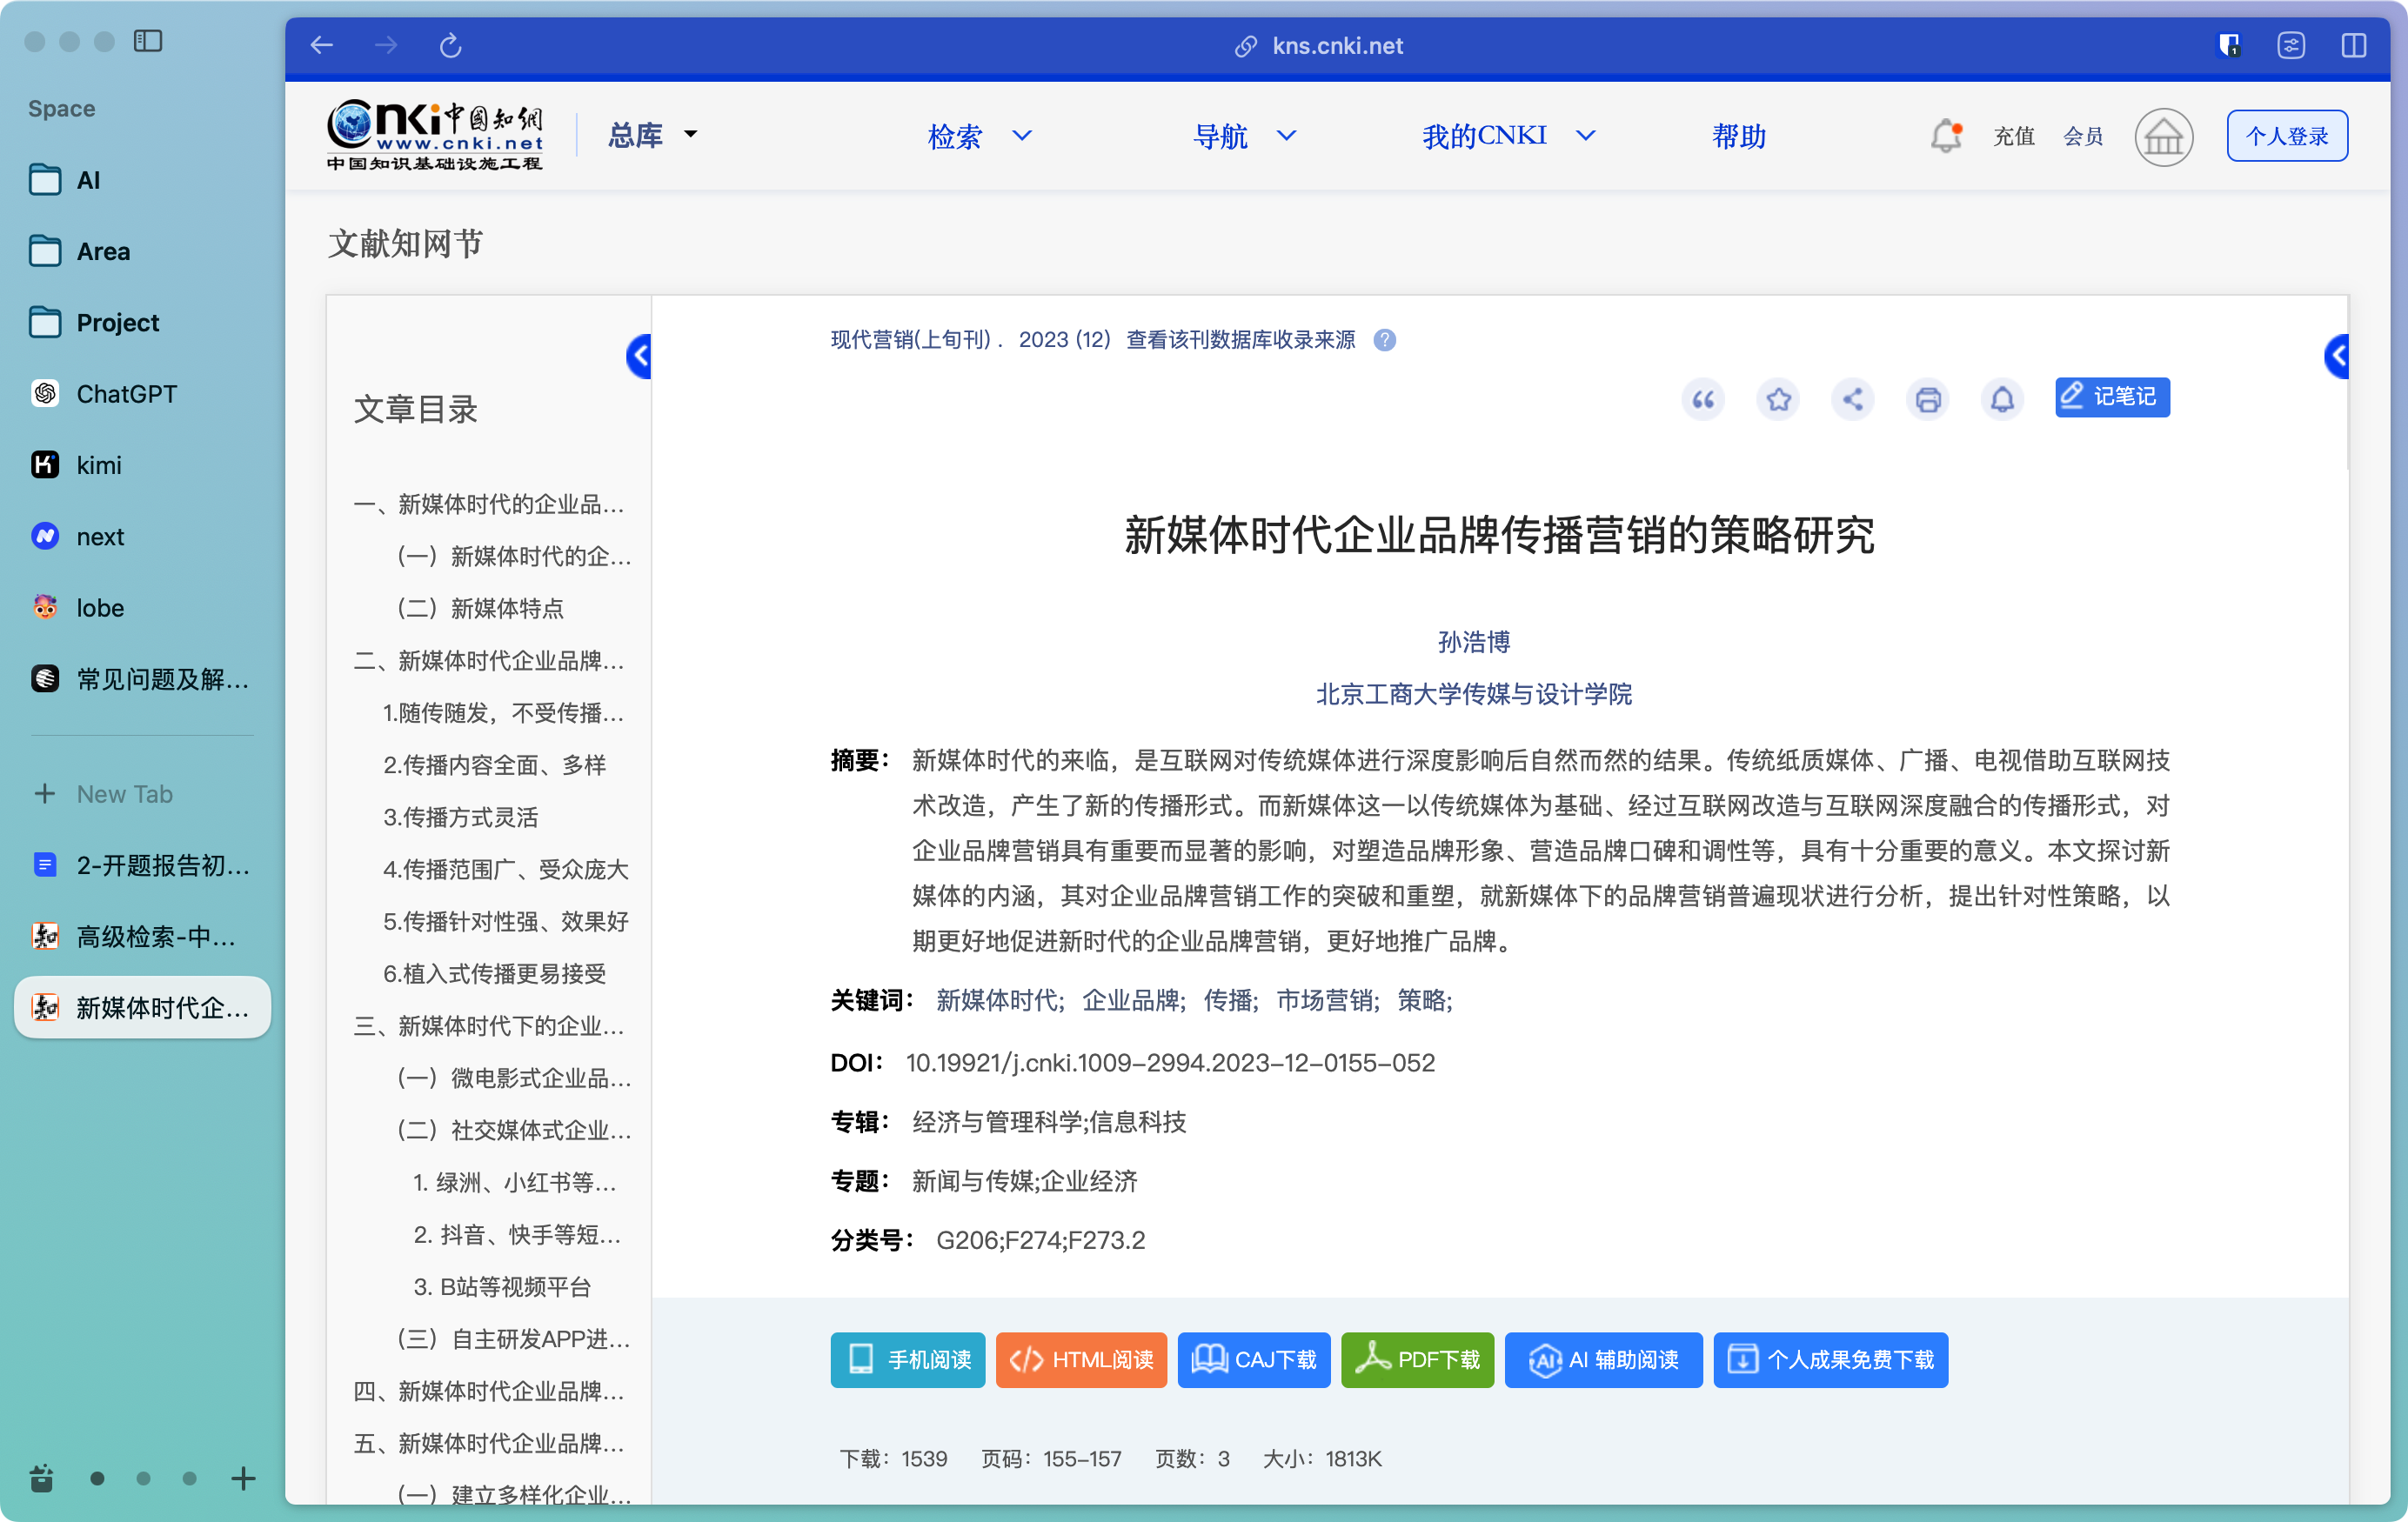 Space
AI
Area
Project
ChatGPT
kimi
next
lobe
常见问题及解...
New Tab
2-开题报告初...
高级检索-中...
新媒体时代企...
kns.cnki.net
1
Cnki中国知網
www.cnki.net
中国知识基础设施工程
总库
检索
导航
我的CNKI
帮助
充值
会员
个人登录
文献知网节
文章目录
一、新媒体时代的企业品...
（一）新媒体时代的企...
（二）新媒体特点
二、新媒体时代企业品牌...
1.随传随发，不受传播...
2.传播内容全面、多样
3.传播方式灵活
4.传播范围广、受众庞大
5.传播针对性强、效果好
6.植入式传播更易接受
三、新媒体时代下的企业...
（一）微电影式企业品...
（二）社交媒体式企业...
1. 绿洲、小红书等...
2. 抖音、快手等短...
3. B站等视频平台
（三）自主研发APP进...
四、新媒体时代企业品牌...
五、新媒体时代企业品牌...
（一）建立多样化企业...
现代营销(上旬刊) . 2023 (12) 查看该刊数据库收录来源 ?
记笔记
新媒体时代企业品牌传播营销的策略研究
孙浩博
北京工商大学传媒与设计学院
摘要： 新媒体时代的来临，是互联网对传统媒体进行深度影响后自然而然的结果。传统纸质媒体、广播、电视借助互联网技
术改造，产生了新的传播形式。而新媒体这一以传统媒体为基础、经过互联网改造与互联网深度融合的传播形式，对
企业品牌营销具有重要而显著的影响，对塑造品牌形象、营造品牌口碑和调性等，具有十分重要的意义。本文探讨新
媒体的内涵，其对企业品牌营销工作的突破和重塑，就新媒体下的品牌营销普遍现状进行分析，提出针对性策略，以
期更好地促进新时代的企业品牌营销，更好地推广品牌。
关键词： 新媒体时代; 企业品牌; 传播; 市场营销; 策略;
DOI： 10.19921/j.cnki.1009-2994.2023-12-0155-052
专辑： 经济与管理科学;信息科技
专题： 新闻与传媒;企业经济
分类号： G206;F274;F273.2
手机阅读
HTML阅读
CAJ下载
PDF下载
AI AI 辅助阅读
个人成果免费下载
下载：1539 页码：155-157 页数：3 大小：1813K